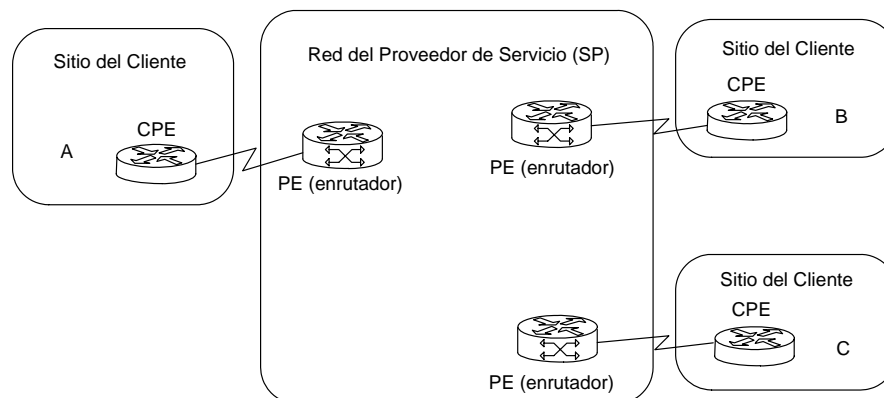 Sitio del Cliente
CPE
A
Red del Proveedor de Servicio (SP)
PE (enrutador)
PE (enrutador)
PE (enrutador)
Sitio del Cliente
CPE
B
Sitio del Cliente
CPE
C